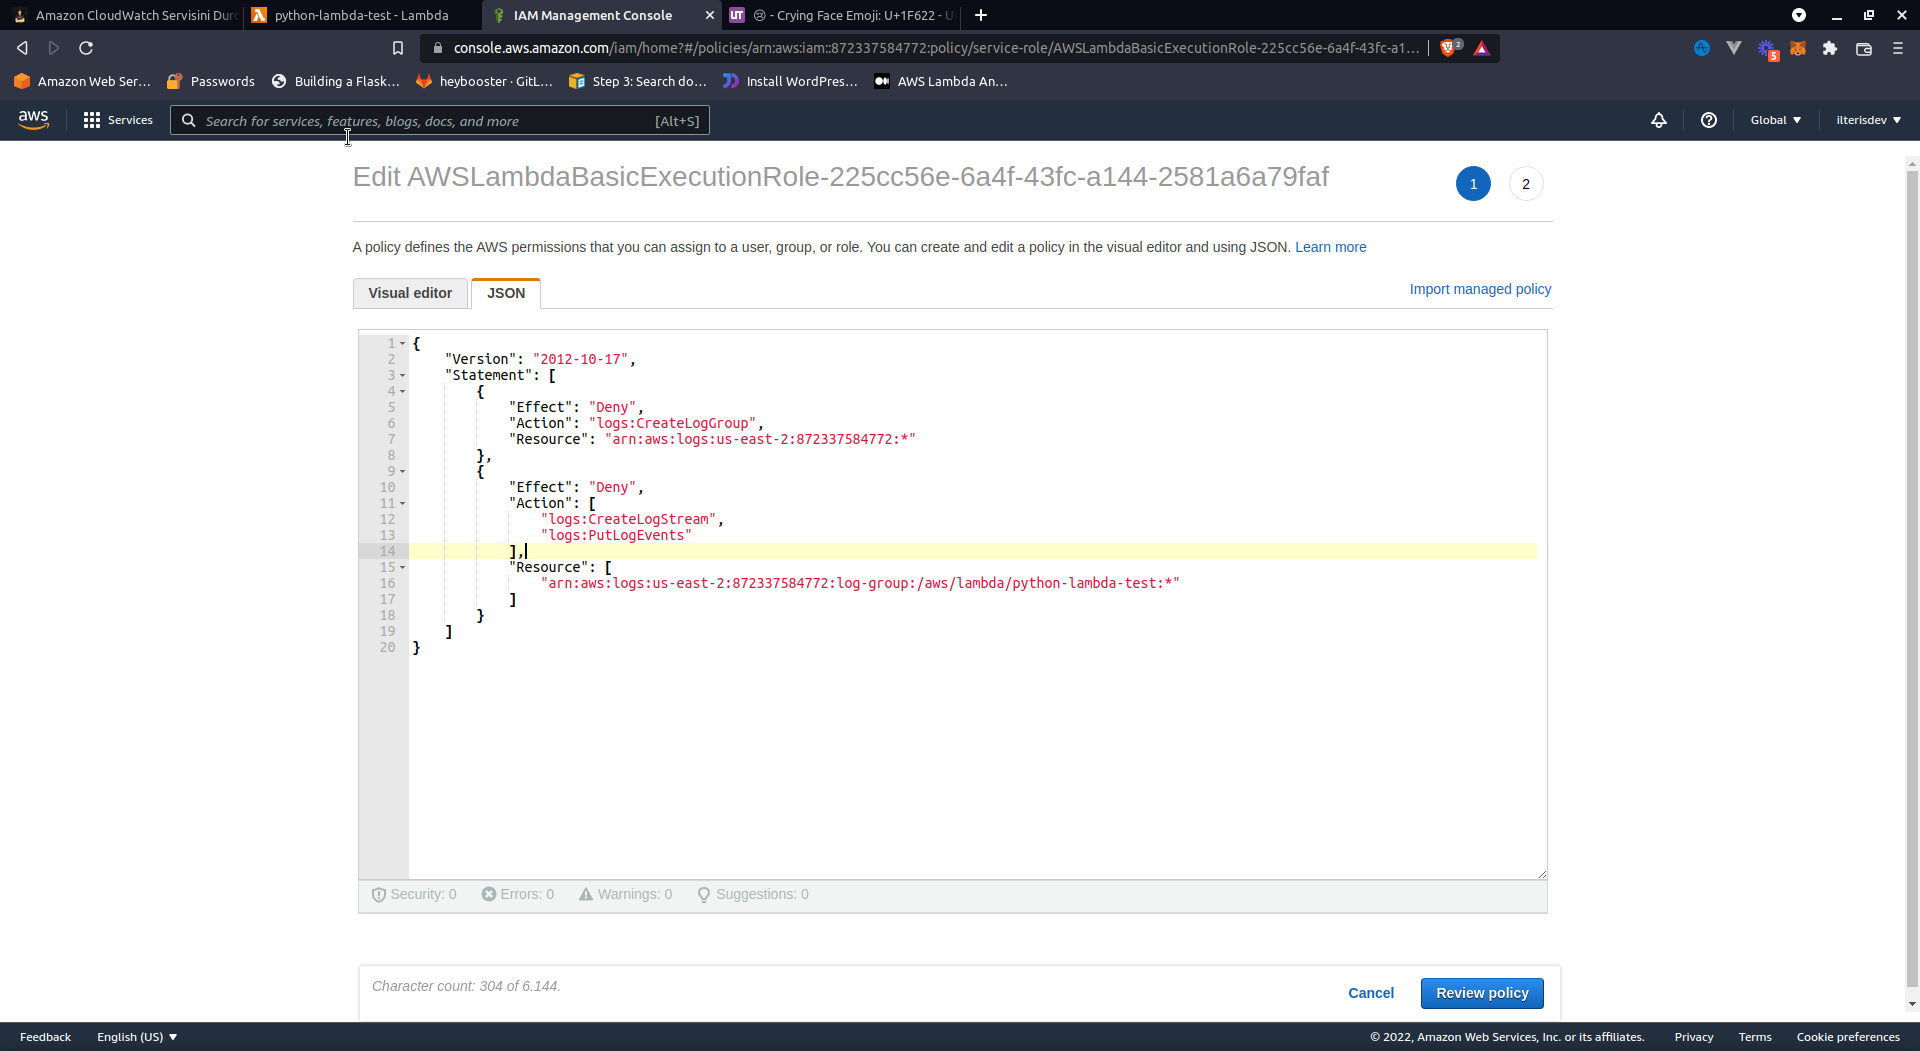 Amazon CloudWatch Servisini Dur
python-lambda-test - Lambda
IAM Management Console
UT
- Crying Face Emoji: U+1F622 - U
console.aws.amazon.com/iam/home?#/policies/arn:aws:iam::872337584772:policy/service-role/AWSLambdaBasicExecutionRole-225cc56e-6a4f-43fc-a1...
2
5
Amazon Web Ser...
Passwords
Building a Flask...
heybooster · GitL...
Step 3: Search do...
Install WordPres...
AWS Lambda An...
aws
Services
Search for services, features, blogs, docs, and more
[Alt+S]
Global
ilterisdev
Edit AWSLambdaBasicExecutionRole-225cc56e-6a4f-43fc-a144-2581a6a79faf
1
2
A policy defines the AWS permissions that you can assign to a user, group, or role. You can create and edit a policy in the visual editor and using JSON. Learn more
Visual editor
JSON
Import managed policy
1 {
2 "Version": "2012-10-17",
3 "Statement": [
4 {
5 "Effect": "Deny",
6 "Action": "logs:CreateLogGroup",
7 "Resource": "arn:aws:logs:us-east-2:872337584772:*"
8 },
9 {
10 "Effect": "Deny",
11 "Action": [
12 "logs:CreateLogStream",
13 "logs:PutLogEvents"
14 ],
15 "Resource": [
16 "arn:aws:logs:us-east-2:872337584772:log-group:/aws/lambda/python-lambda-test:*"
17 ]
18 }
19 ]
20 }
Security: 0
Errors: 0
Warnings: 0
Suggestions: 0
Character count: 304 of 6.144.
Cancel
Review policy
Feedback
English (US)
© 2022, Amazon Web Services, Inc. or its affiliates.
Privacy
Terms
Cookie preferences